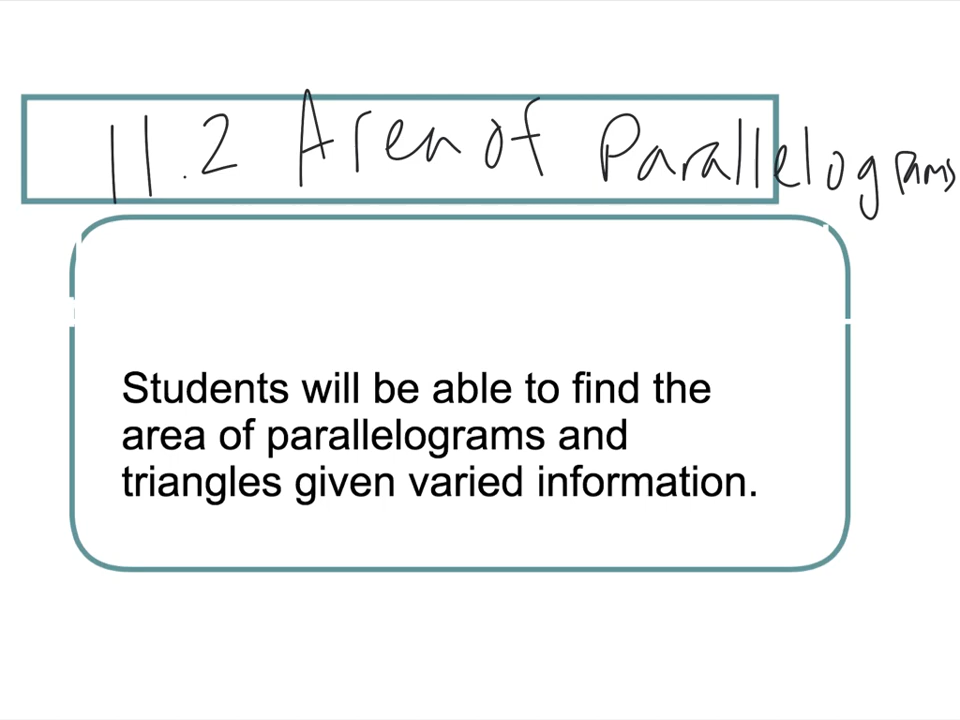 11.2 Area of Parallelograms
Students will be able to find the
area of parallelograms and
triangles given varied information.